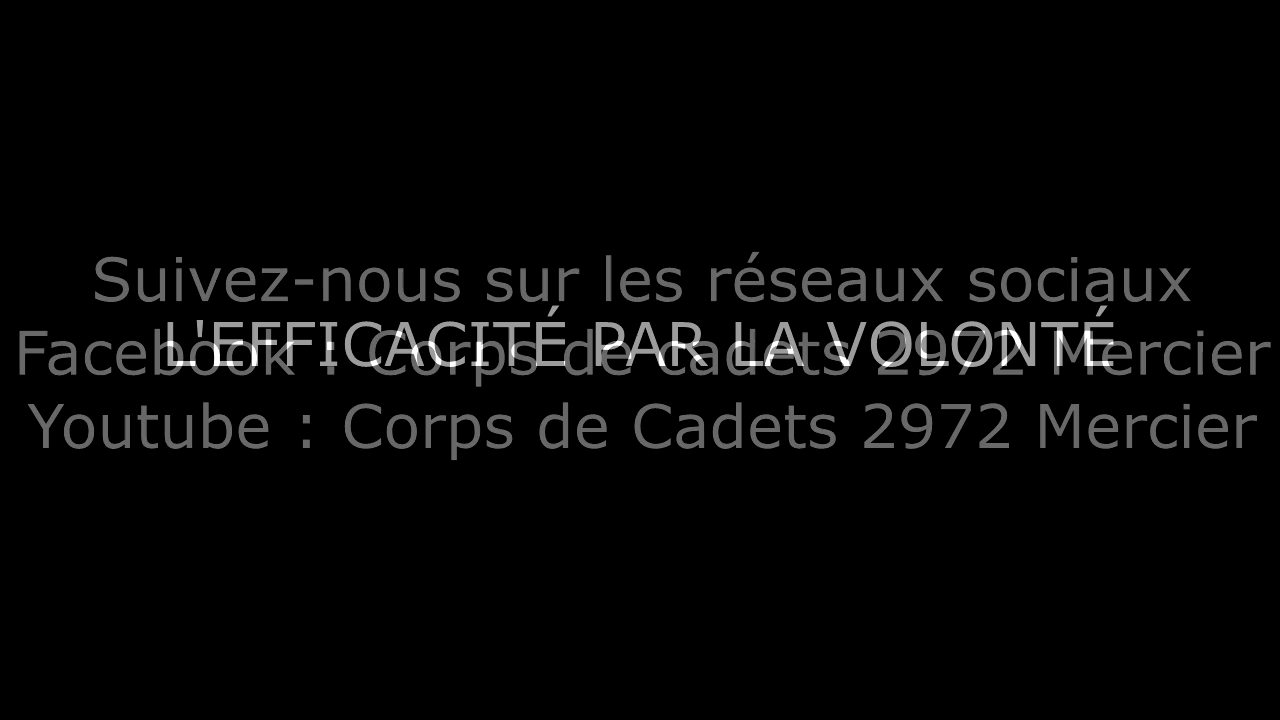 Suivez-nous sur les réseaux sociaux
L'EFFICACITÉ PAR LA VOLONTÉ
Facebook : Corps de cadets 2972 Mercier
Youtube : Corps de Cadets 2972 Mercier